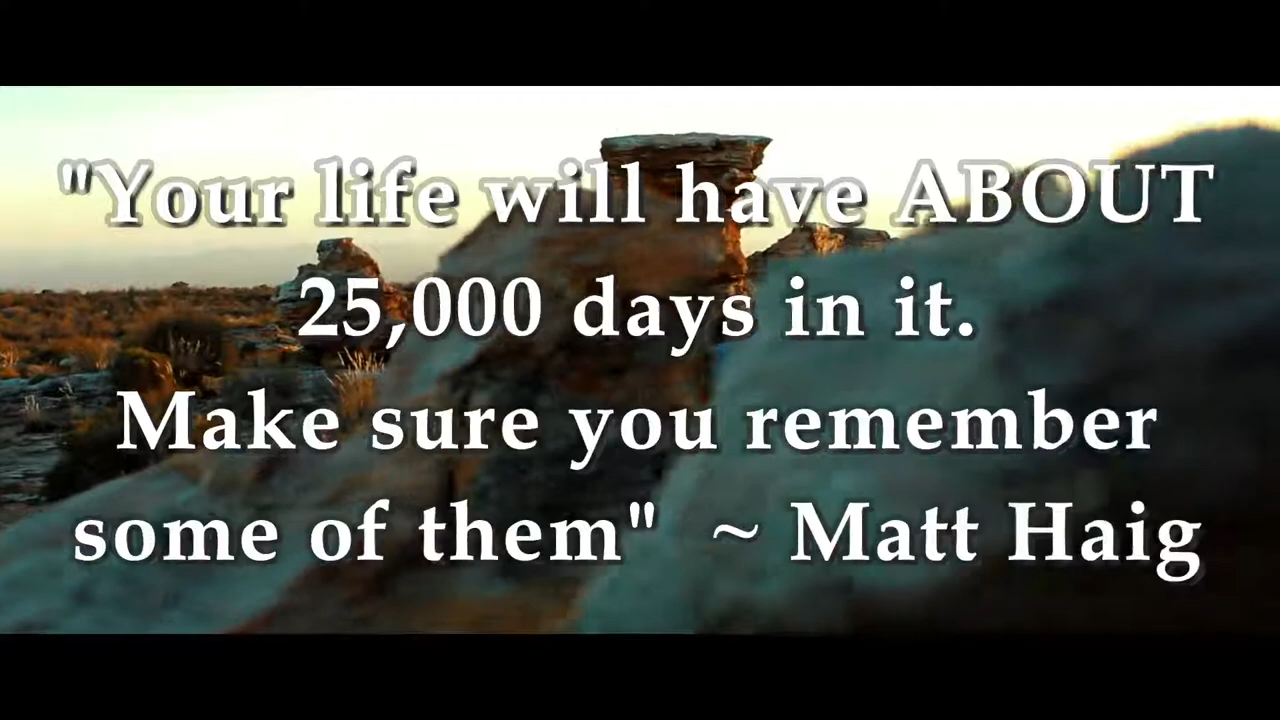 "Your life will have ABOUT
25,000 days in it.
Make sure you remember
some of them"  ~ Matt Haig